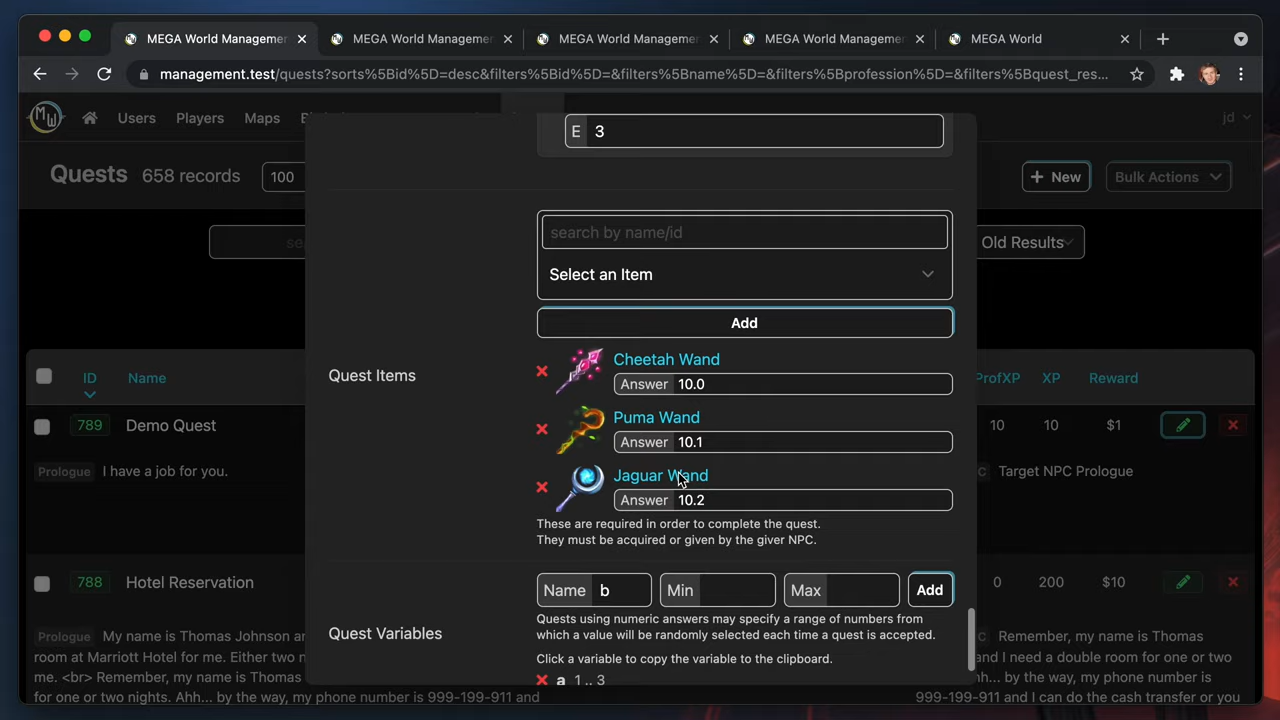 MEGA World Managemen
MEGA World Managemen
MEGA World Managemen
MEGA World Managemen
MEGA World
management.test/quests?sorts%5Bid%5D=desc&filters%5Bid%5D=&filters%5Bname%5D=&filters%5Bprofession%5D=&filters%5Bquest_res...
MW
Users
Players
Maps
jd
Quests
658 records
100
+ New
Bulk Actions
Old Results
E 3
search by name/id
Select an Item
Add
Quest Items
Cheetah Wand
Answer 10.0
Puma Wand
Answer 10.1
Jaguar Wand
Answer 10.2
These are required in order to complete the quest.
They must be acquired or given by the giver NPC.
Quest Variables
Name b
Min
Max
Add
Quests using numeric answers may specify a range of numbers from
which a value will be randomly selected each time a quest is accepted.
Click a variable to copy the variable to the clipboard.
a 1 .. 3
ID
Name
ProfXP
XP
Reward
789
Demo Quest
10
10
$1
Prologue I have a job for you.
Target NPC Prologue
788
Hotel Reservation
0
200
$10
Prologue My name is Thomas Johnson an
room at Marriott Hotel for me. Either two n
<br> Remember, my name is Thomas
for one or two nights. Ahh... by the way, my phone number is 999-199-911 and
Remember, my name is Thomas
and I need a double room for one or two
... by the way, my phone number is
999-199-911 and I can do the cash transfer or you